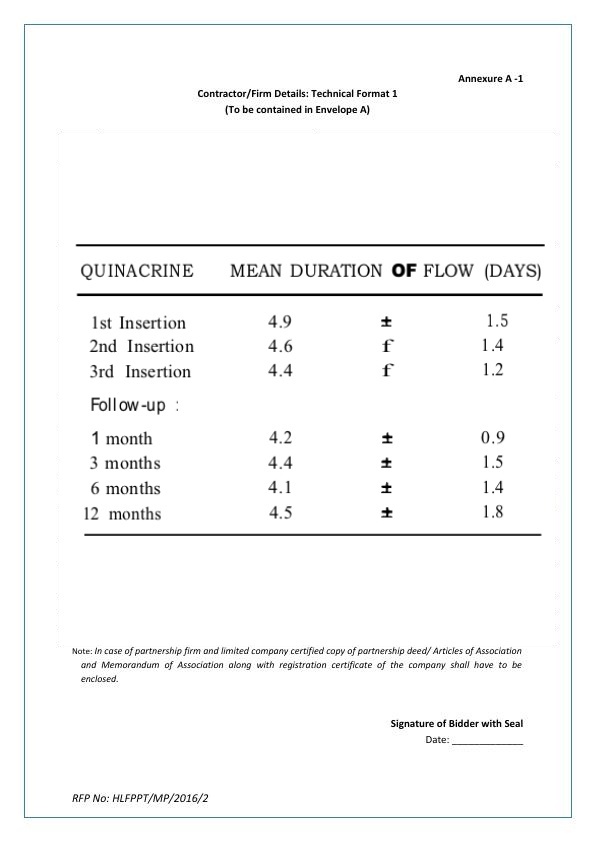 Annexure A -1
Contractor/Firm Details: Technical Format 1
(To be contained in Envelope A)
QUINACRINE MEAN DURATION OF FLOW (DAYS)
1st Insertion 4.9 ± 1.5
2nd Insertion 4.6 f 1.4
3rd Insertion 4.4 f 1.2
Follow-up :
1 month 4.2 ± 0.9
3 months 4.4 ± 1.5
6 months 4.1 ± 1.4
12 months 4.5 ± 1.8
Note: In case of partnership firm and limited company certified copy of partnership deed/ Articles of Association
and Memorandum of Association along with registration certificate of the company shall have to be
enclosed.
Signature of Bidder with Seal
Date: _____________
RFP No: HLFPPT/MP/2016/2